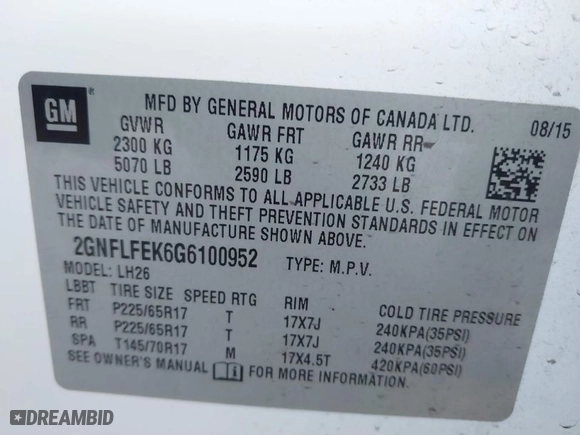 GM
MFD BY GENERAL MOTORS OF CANADA LTD. 08/15
GVWR GAWR FRT GAWR RR
2300 KG 1175 KG 1240 KG
5070 LB 2590 LB 2733 LB
THIS VEHICLE CONFORMS TO ALL APPLICABLE U.S. FEDERAL MOTOR
VEHICLE SAFETY AND THEFT PREVENTION STANDARDS IN EFFECT ON
THE DATE OF MANUFACTURE SHOWN ABOVE.
2GNFLFEK6G6100952 TYPE: M.P.V.
MODEL: LH26
LBBT TIRE SIZE SPEED RTG RIM COLD TIRE PRESSURE
FRT P225/65R17 T 17X7J 240KPA(35PSI)
RR P225/65R17 T 17X7J 240KPA(35PSI)
SPA T145/70R17 M 17X4.5T 420KPA(60PSI)
SEE OWNER'S MANUAL FOR MORE INFORMATION.
DREAMBID